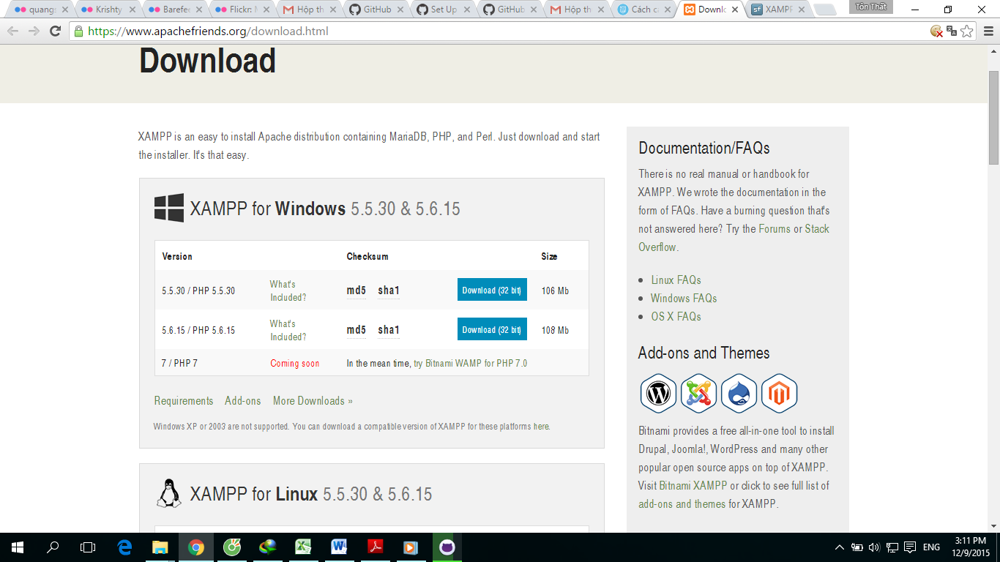 quang
Krishty
Barefe
Flickr:
Hộp th
GitHub
Set Up
GitHub
Hộp th
Cách c
Downl
XAMPP
Tôn Thất
https://www.apachefriends.org/download.html
Download
XAMPP is an easy to install Apache distribution containing MariaDB, PHP, and Perl. Just download and start
the installer. It's that easy.
XAMPP for Windows 5.5.30 & 5.6.15
Version Checksum Size
5.5.30 / PHP 5.5.30 What's Included? md5 sha1 Download (32 bit) 106 Mb
5.6.15 / PHP 5.6.15 What's Included? md5 sha1 Download (32 bit) 108 Mb
7 / PHP 7 Coming soon In the mean time, try Bitnami WAMP for PHP 7.0
Requirements Add-ons More Downloads »
Windows XP or 2003 are not supported. You can download a compatible version of XAMPP for these platforms here.
XAMPP for Linux 5.5.30 & 5.6.15
Documentation/FAQs
There is no real manual or handbook for
XAMPP. We wrote the documentation in the
form of FAQs. Have a burning question that's
not answered here? Try the Forums or Stack
Overflow.
Linux FAQs
Windows FAQs
OS X FAQs
Add-ons and Themes
Bitnami provides a free all-in-one tool to install
Drupal, Joomla!, WordPress and many other
popular open source apps on top of XAMPP.
Visit Bitnami XAMPP or click to see full list of
add-ons and themes for XAMPP.
ENG
3:11 PM
12/9/2015